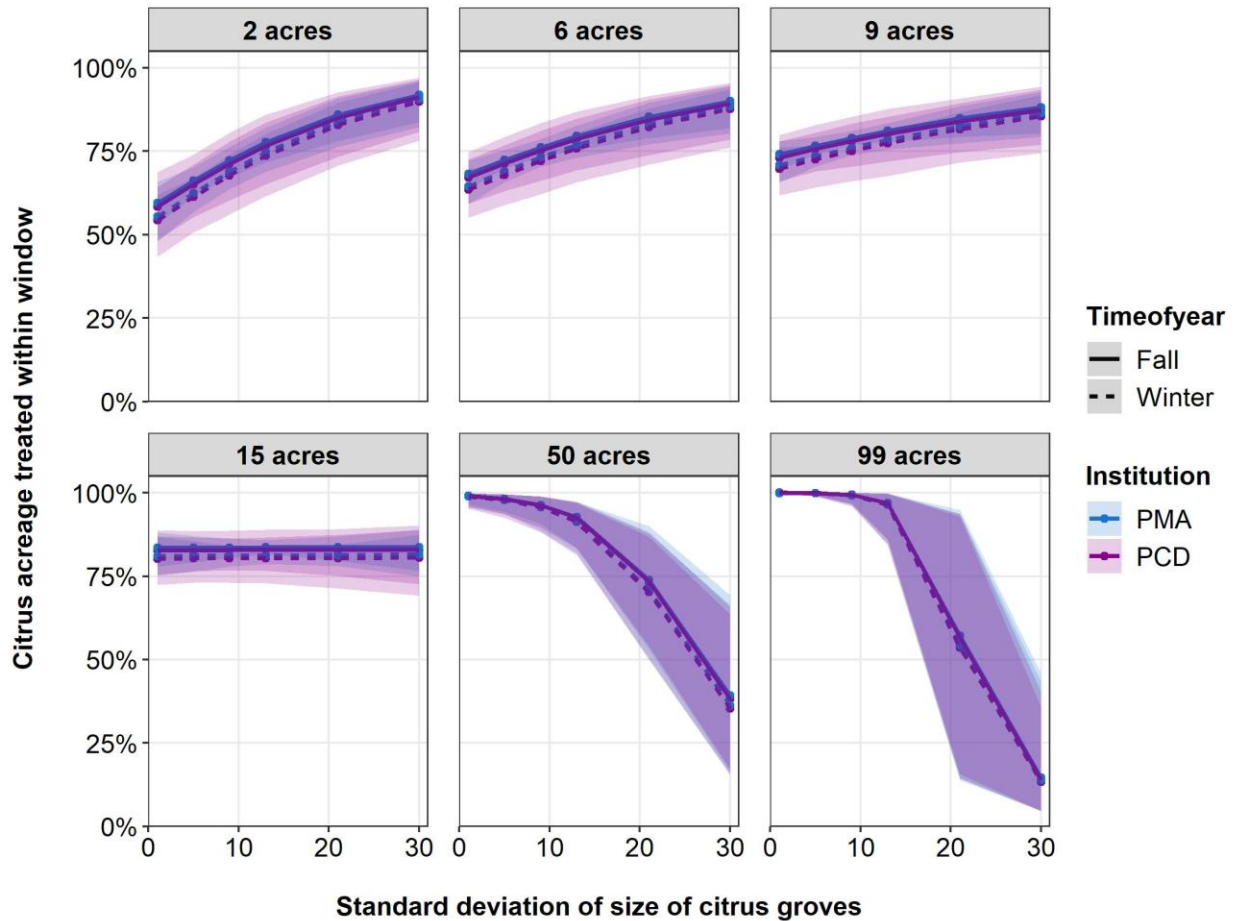 2 acres
6 acres
9 acres
100%
75%
50%
25%
0%
15 acres
50 acres
99 acres
100%
75%
50%
25%
0%
0 10 20 30
0 10 20 30
0 10 20 30
Citrus acreage treated within window
Standard deviation of size of citrus groves
Timeofyear
Fall
Winter
Institution
PMA
PCD